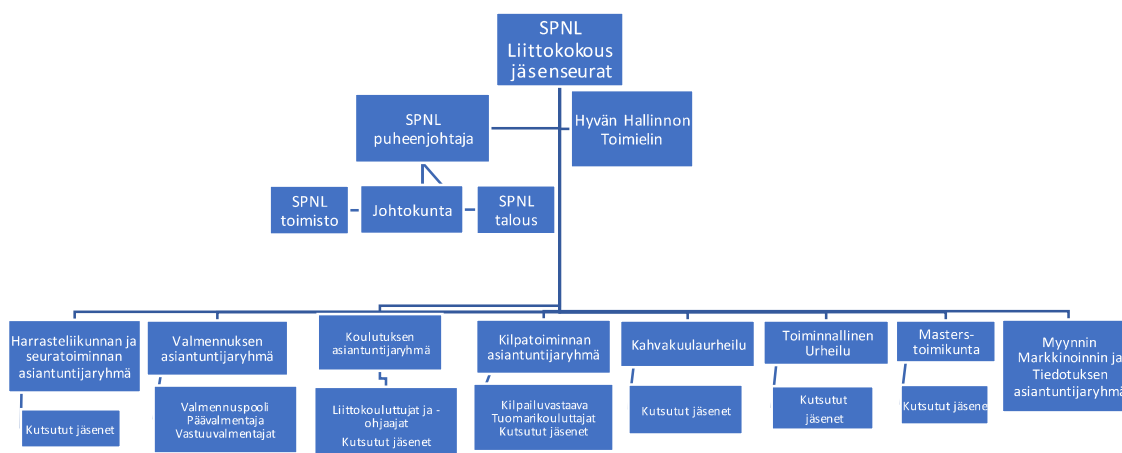 SPNL
Liittokokous
jäsenseurat
SPNL
puheenjohtaja
Hyvän Hallinnon
Toimielin
SPNL
toimisto
Johtokunta
SPNL
talous
Harrasteliikunnan ja
seuratoiminnan
asiantuntijaryhmä
Valmennuksen
asiantuntijaryhmä
Koulutuksen
asiantuntijaryhmä
Kilpatoiminnan
asiantuntijaryhmä
Kahvakuulaurheilu
Toiminnallinen
Urheilu
Masters-
toimikunta
Myynnin
Markkinoinnin ja
Tiedotuksen
asiantuntijaryhmä
Kutsutut jäsenet
Valmennuspooli
Päävalmentaja
Vastuuvalmentajat
Liittokouluttujat ja -
ohjaajat
Kutsutut jäsenet
Kilpailuvastaava
Tuomarikouluttajat
Kutsutut jäsenet
Kutsutut jäsenet
Kutsutut
jäsenet
Kutsutut jäsene